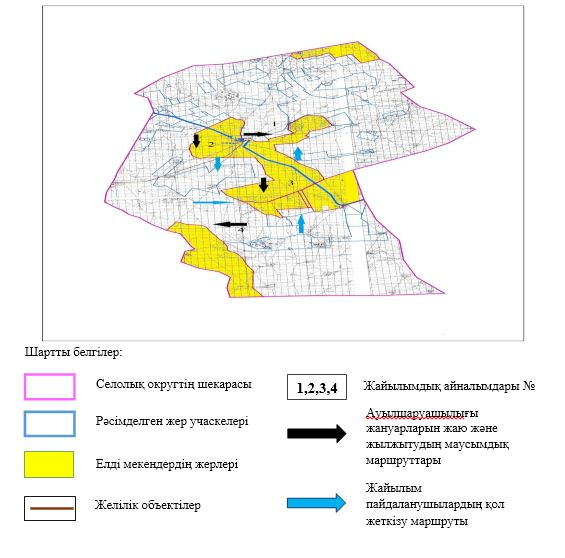 1
2
3
4
Шартты белгілер:
Селолық округтің шекарасы
1,2,3,4
Жайылымдық айналымдары №
Рәсімделген жер учаскелері
Ауылшаруашылығы
жануарларын жаю және
жылжытудың маусымдық
маршруттары
Елді мекендердің жерлері
Желілік объектілер
Жайылым
пайдаланушылардың қол
жеткізу маршруты